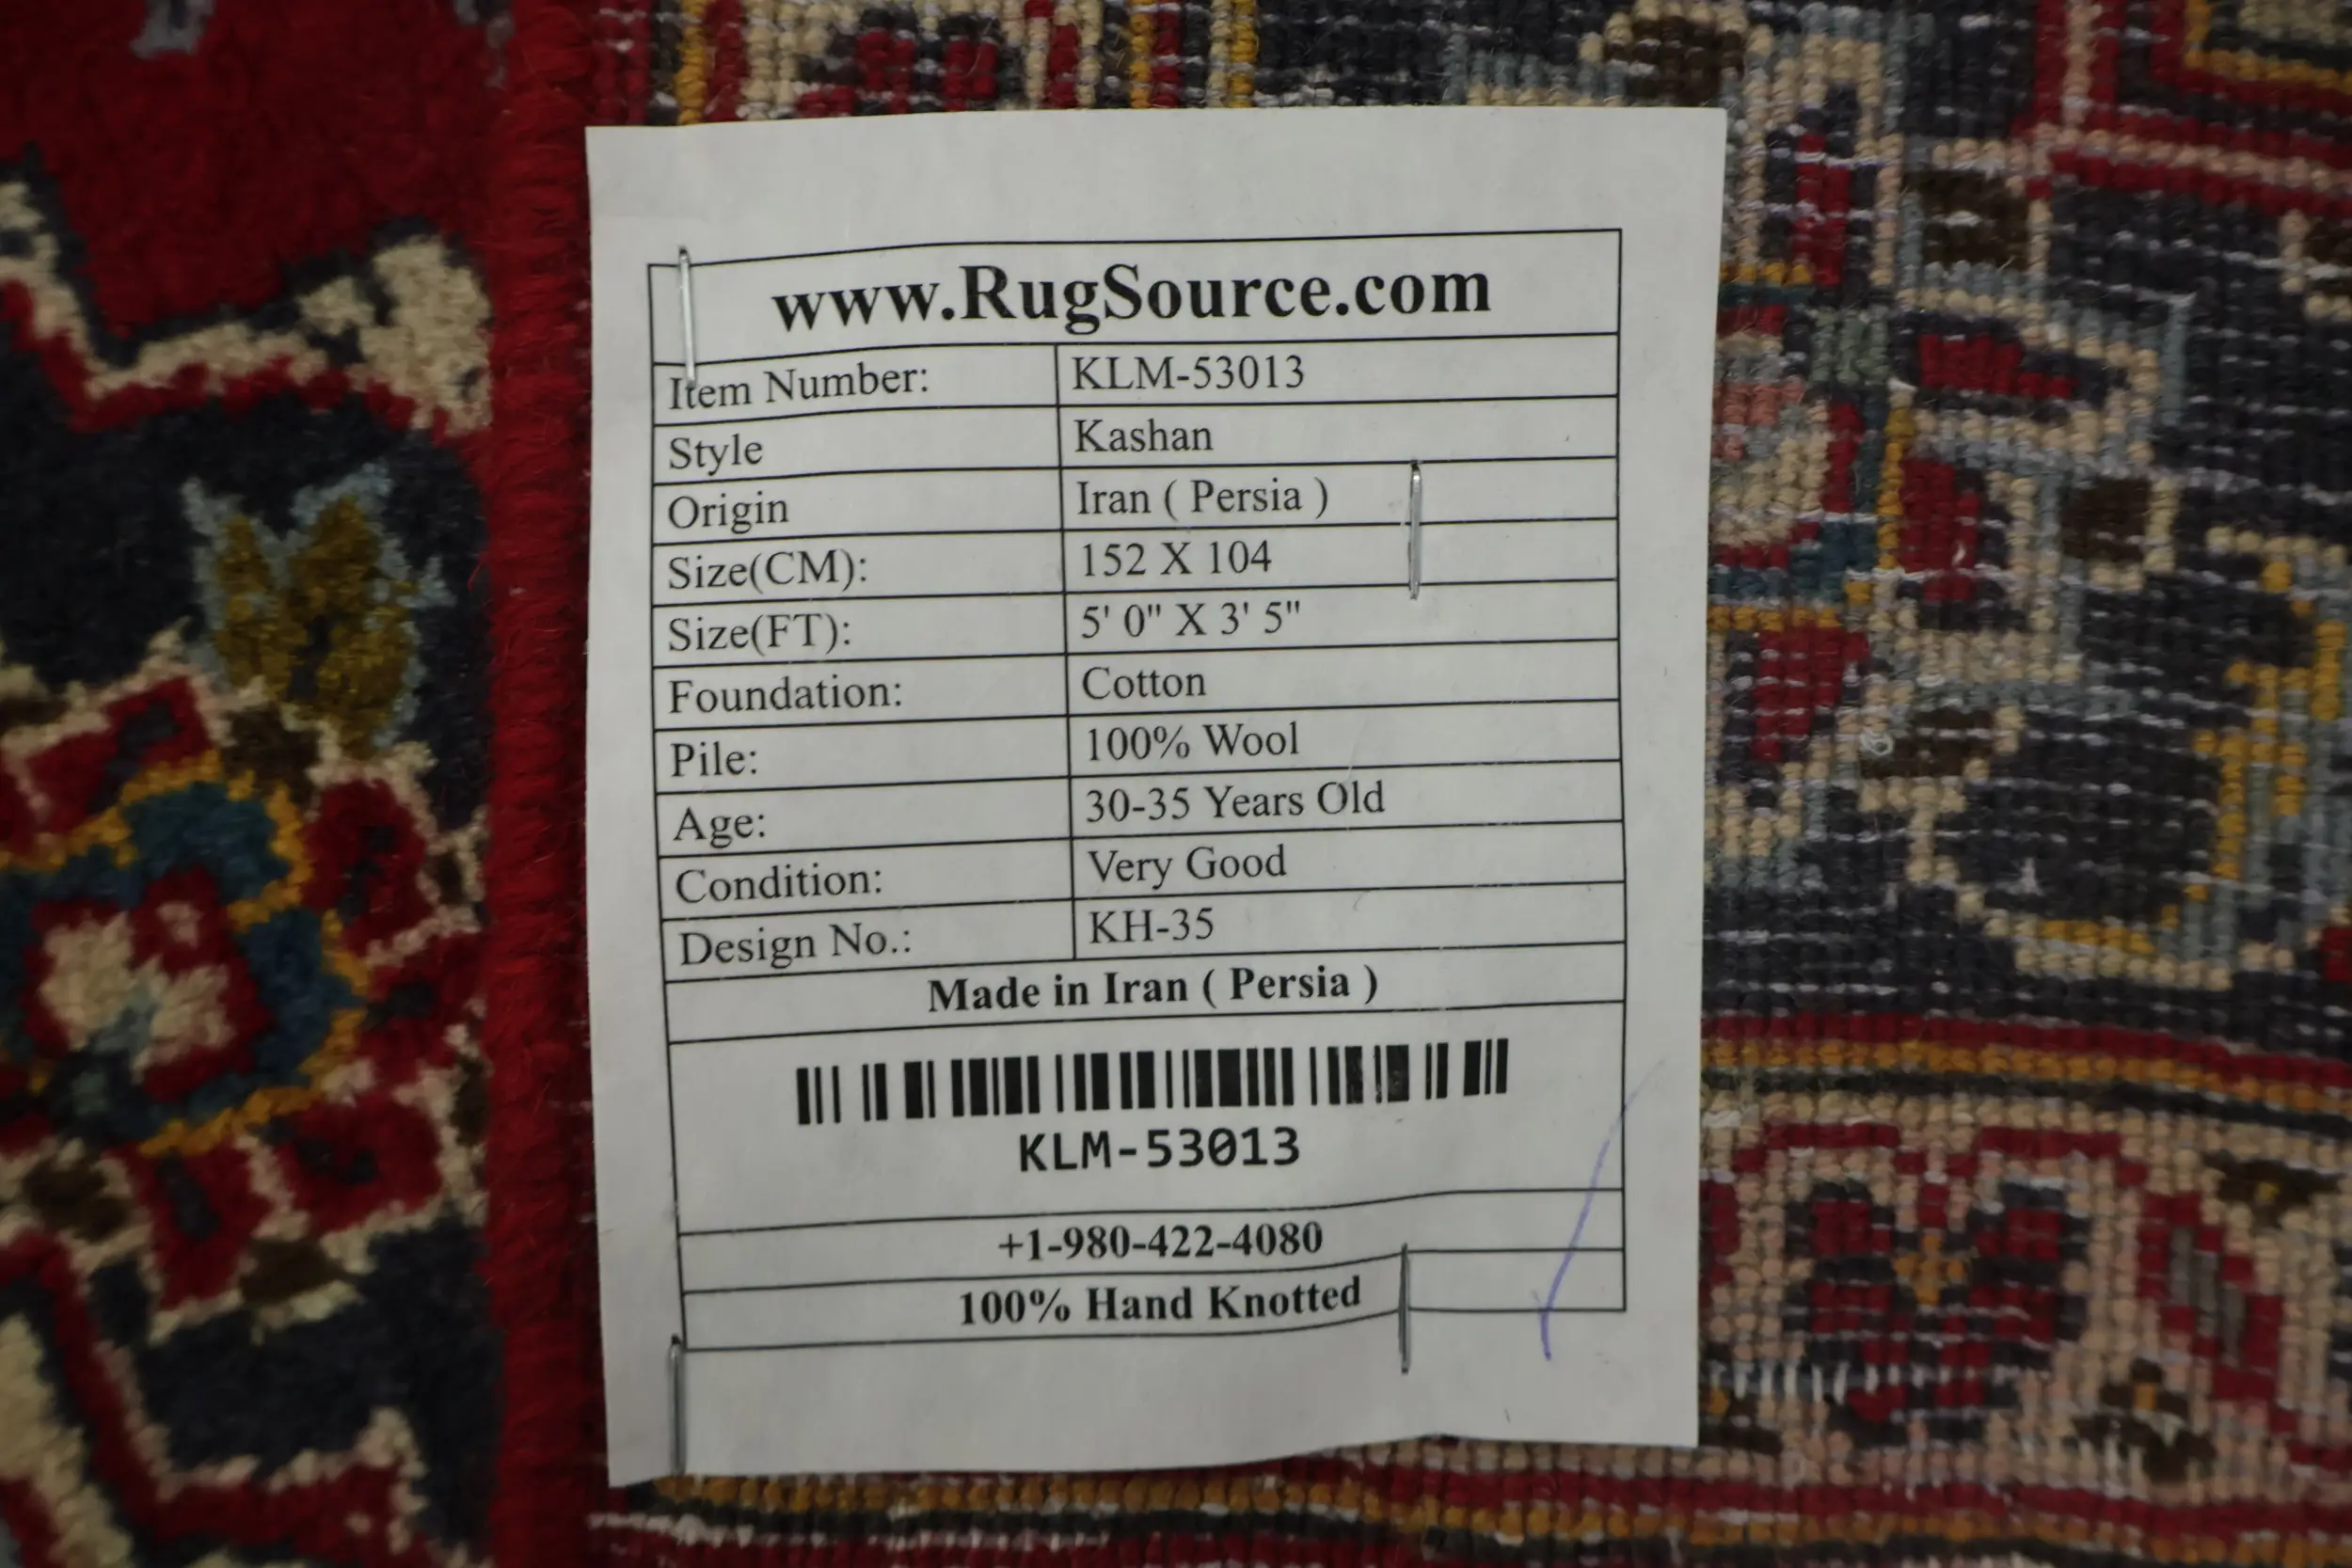 www.RugSource.com
Item Number: KLM-53013
Style Kashan
Origin Iran ( Persia )
Size(CM): 152 X 104
Size(FT): 5' 0" X 3' 5"
Foundation: Cotton
Pile: 100% Wool
Age: 30-35 Years Old
Condition: Very Good
Design No.: KH-35
Made in Iran ( Persia )
KLM-53013
+1-980-422-4080
100% Hand Knotted